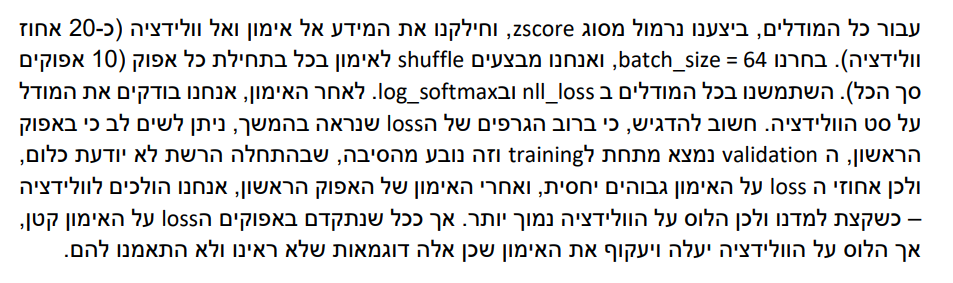 עבור כל המודלים, ביצענו נרמול מסוג zscore, וחילקנו את המידע אל אימון ואל וולידציה (כ-20 אחוז
וולידציה). בחרנו batch_size = 64, ואנחנו מבצעים shuffle לאימון בכל בתחילת כל אפוק (10 אפוקים
סך הכל). השתמשנו בכל המודלים ב nll_loss ובlog_softmax. לאחר האימון, אנחנו בודקים את המודל
על סט הוולידציה. חשוב להדגיש, כי ברוב הגרפים של הloss שנראה בהמשך, ניתן לשים לב כי באפוק
הראשון, ה validation נמצא מתחת לtraining וזה נובע מהסיבה, שבהתחלה הרשת לא יודעת כלום,
ולכן אחוזי ה loss על האימון גבוהים יחסית, ואחרי האימון של האפוק הראשון, אנחנו הולכים לוולידציה
– כשקצת למדנו ולכן הלוס על הוולידציה נמוך יותר. אך ככל שנתקדם באפוקים הloss על האימון קטן,
אך הלוס על הוולידציה יעלה ויעקוף את האימון שכן אלה דוגמאות שלא ראינו ולא התאמנו להם.